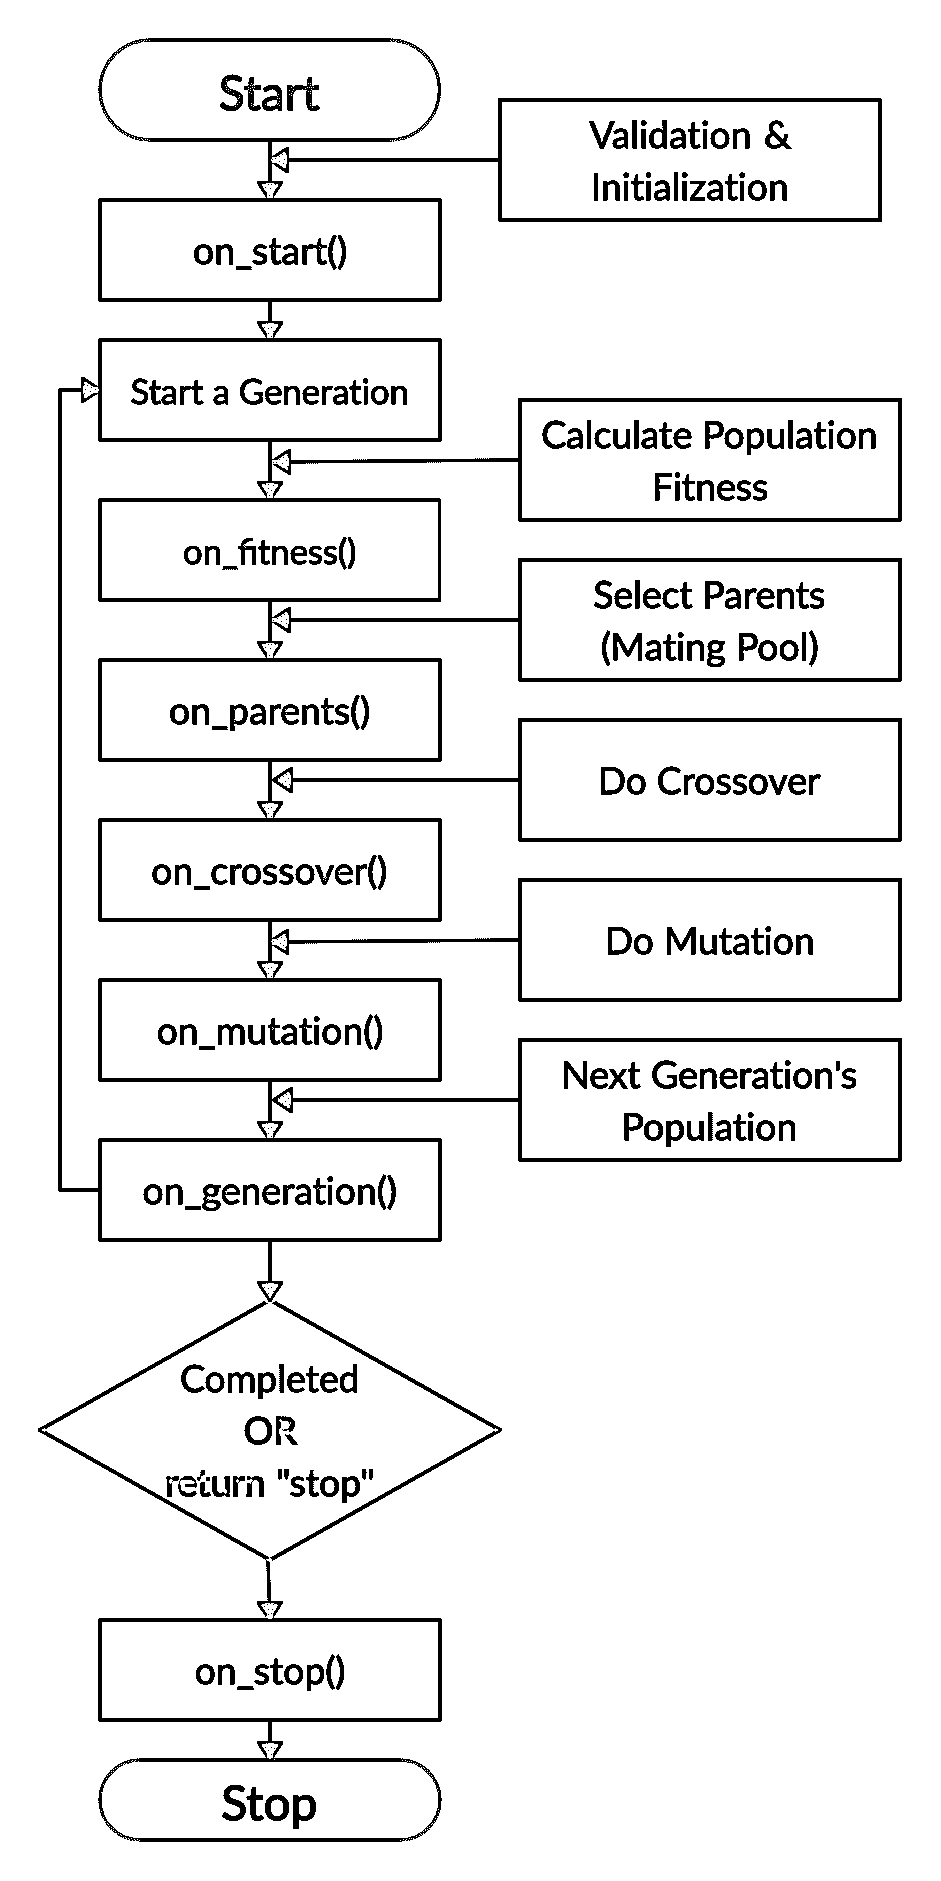 Start
Validation &
Initialization
on_start()
Start a Generation
Calculate Population
Fitness
on_fitness()
Select Parents
(Mating Pool)
on_parents()
Do Crossover
on_crossover()
Do Mutation
on_mutation()
Next Generation's
Population
on_generation()
Completed
OR
return "stop"
on_stop()
Stop